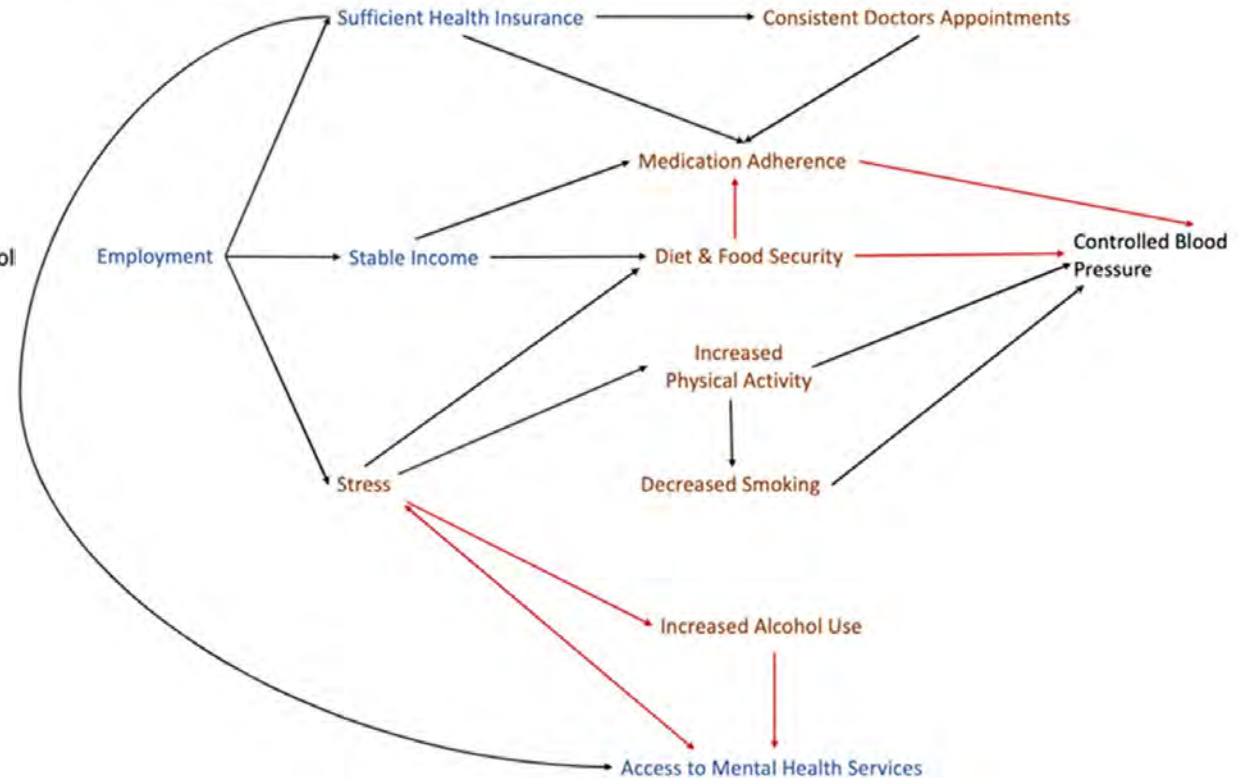 Sufficient Health Insurance
Consistent Doctors Appointments
Medication Adherence
ol
Employment
Stable Income
Diet & Food Security
Controlled Blood
Pressure
Increased
Physical Activity
Stress
Decreased Smoking
Increased Alcohol Use
Access to Mental Health Services